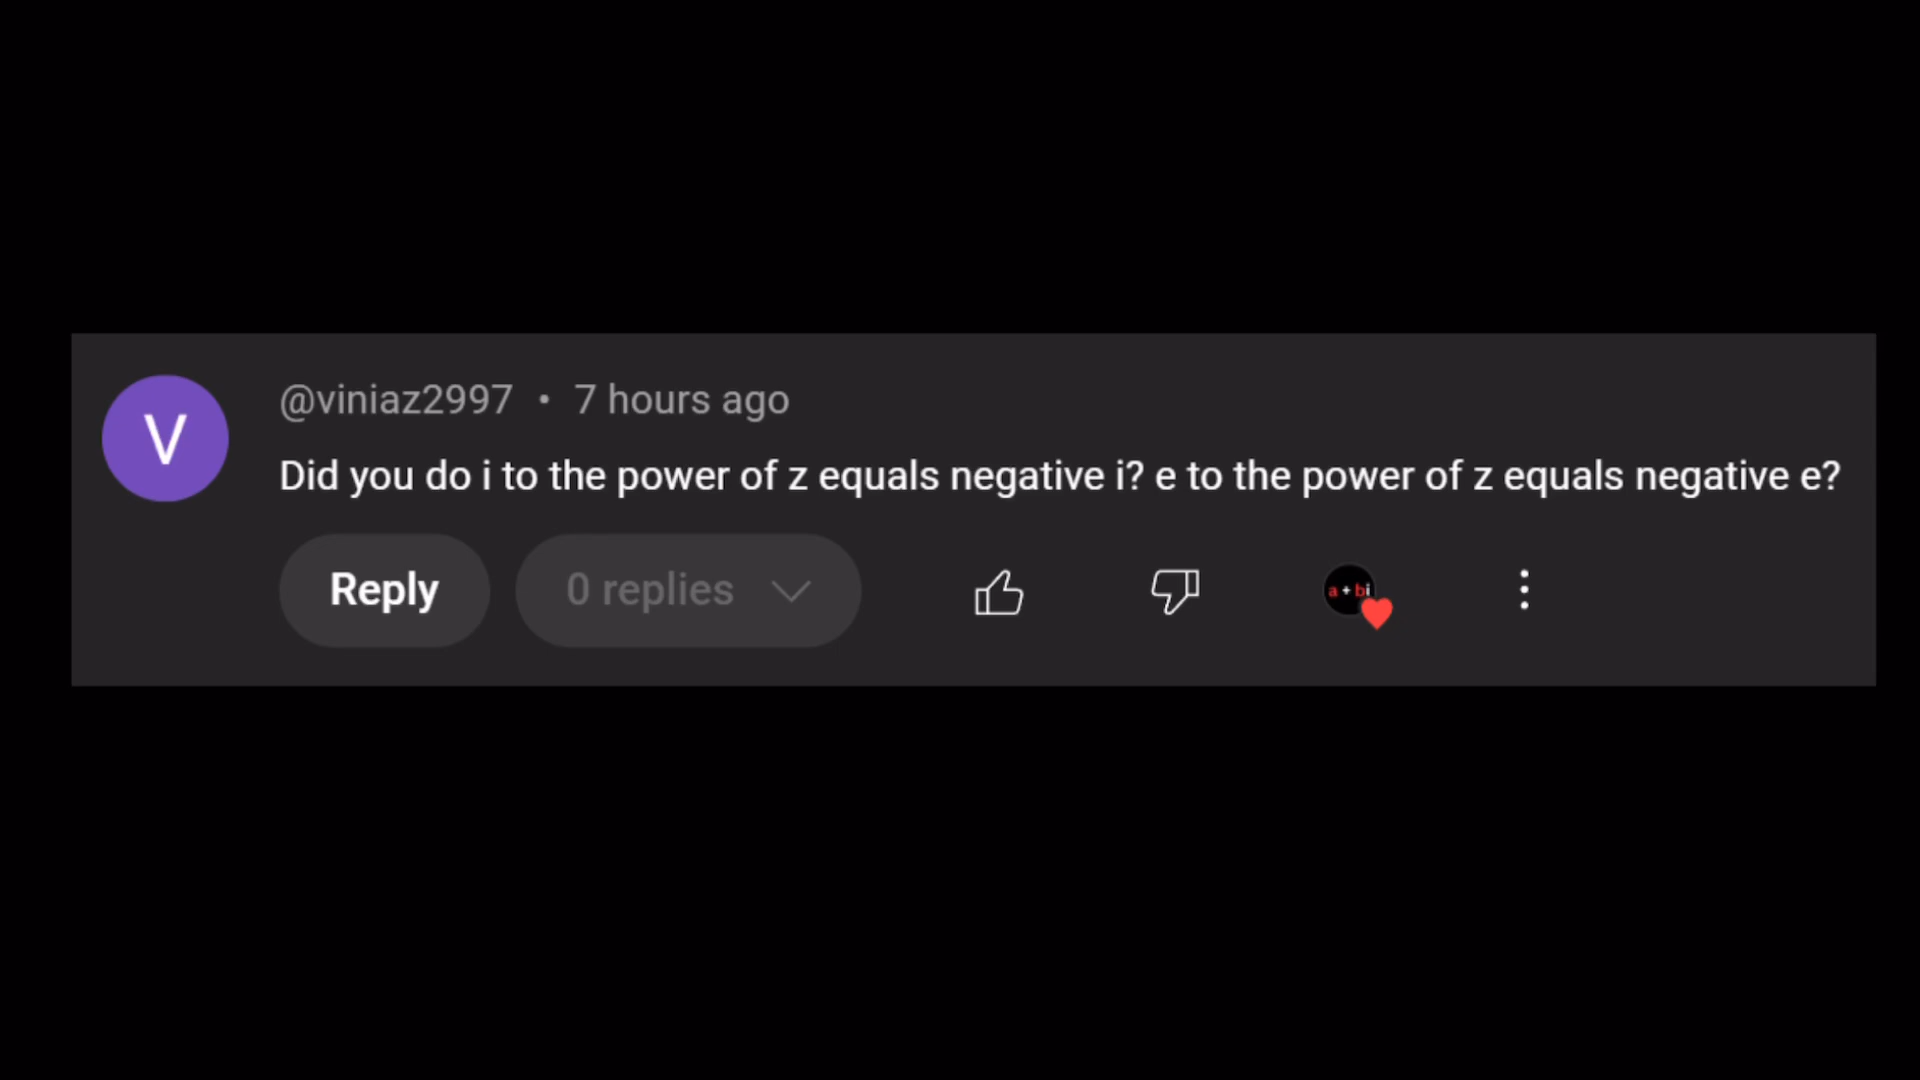 V
@viniaz2997 • 7 hours ago
Did you do i to the power of z equals negative i? e to the power of z equals negative e?
Reply
0 replies
a + bi